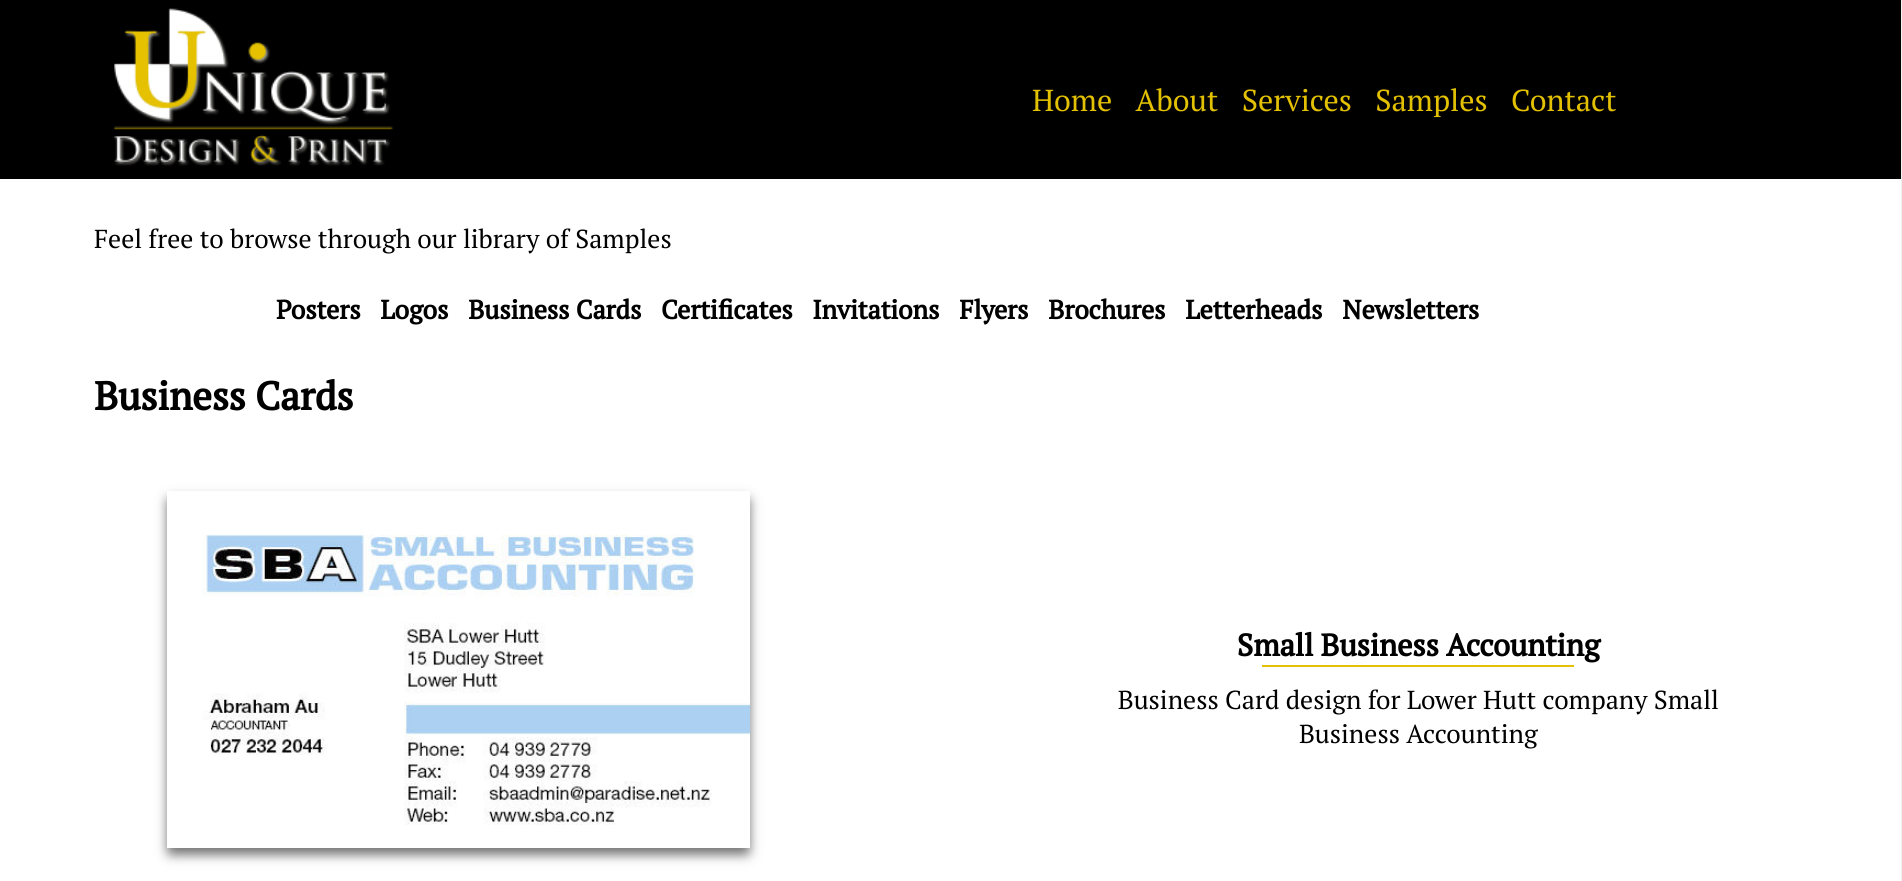 UNIQUE
DESIGN & PRINT
Home About Services Samples Contact
Feel free to browse through our library of Samples
Posters Logos Business Cards Certificates Invitations Flyers Brochures Letterheads Newsletters
Business Cards
SBA SMALL BUSINESS
ACCOUNTING
SBA Lower Hutt
15 Dudley Street
Lower Hutt
Abraham Au
ACCOUNTANT
027 232 2044
Phone: 04 939 2779
Fax: 04 939 2778
Email: sbaadmin@paradise.net.nz
Web: www.sba.co.nz
Small Business Accounting
Business Card design for Lower Hutt company Small
Business Accounting